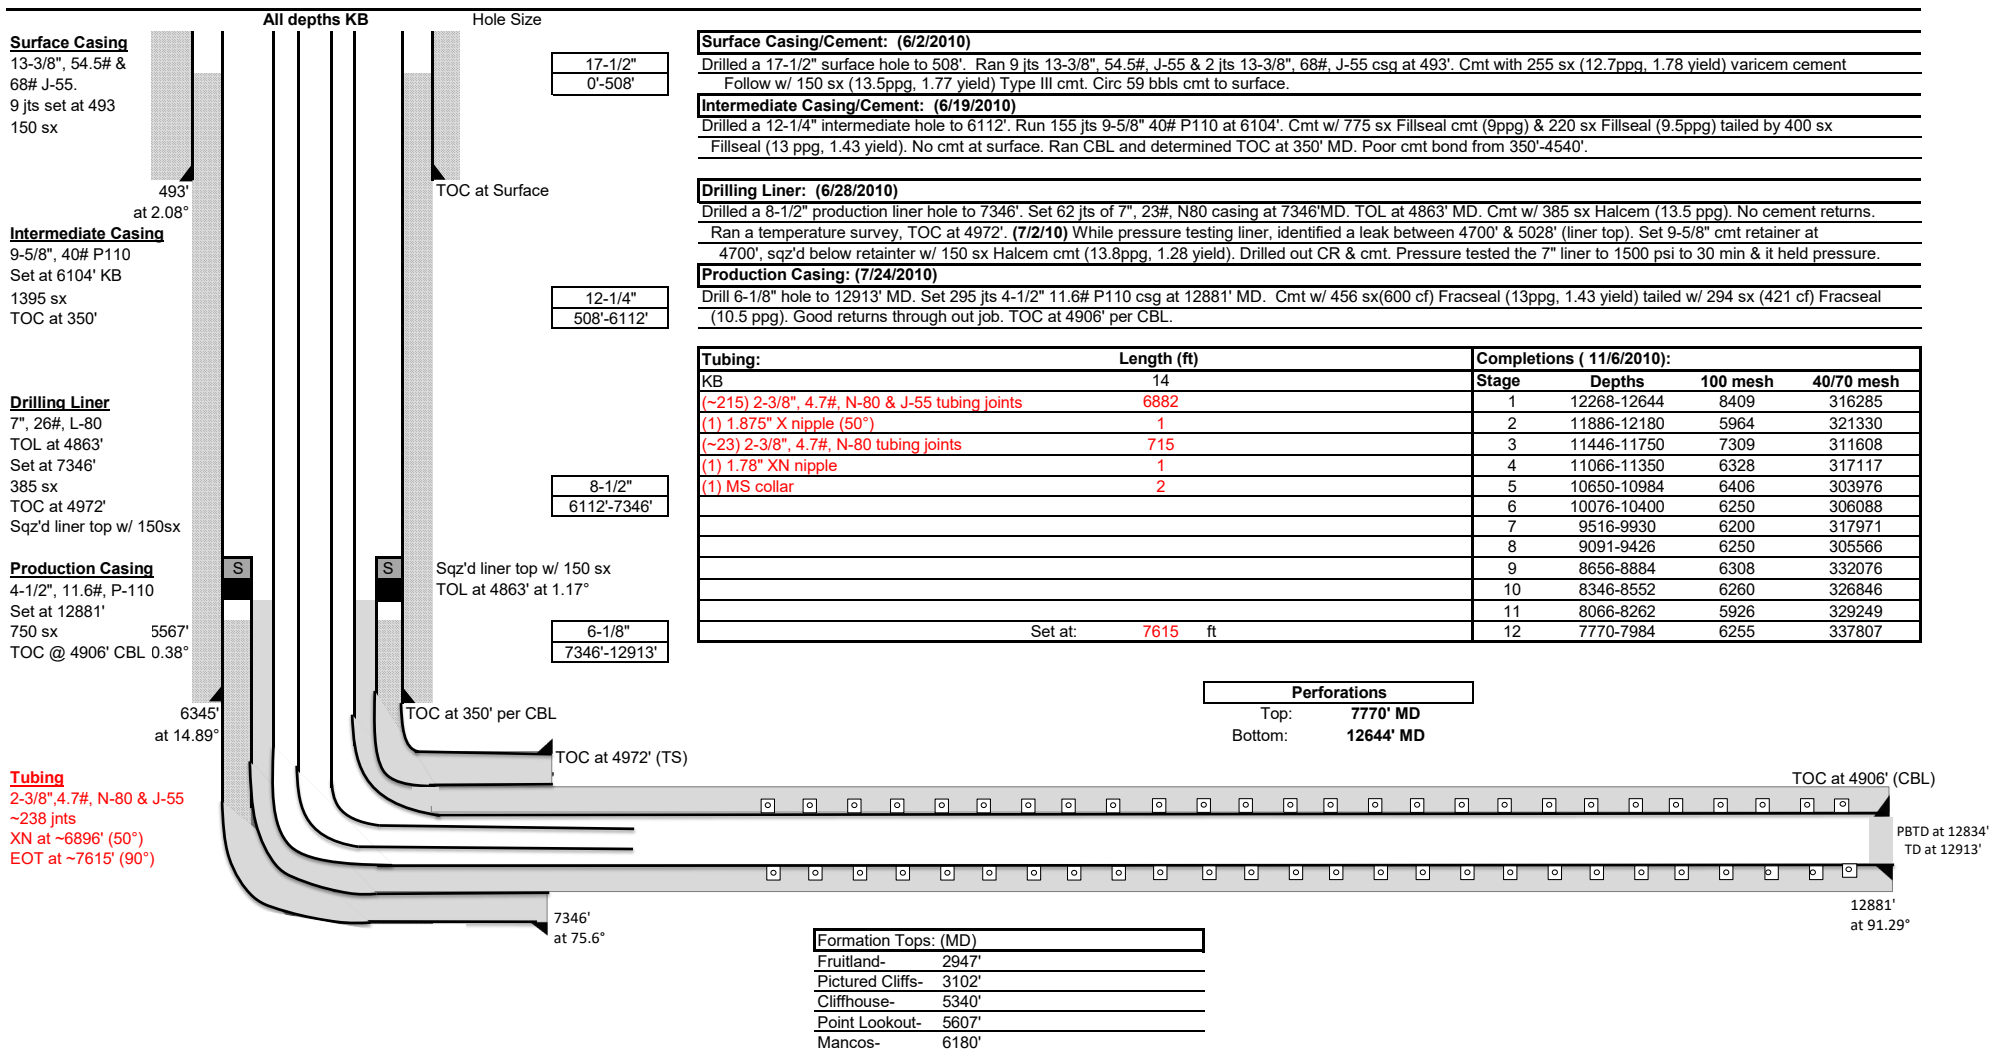 All depths KB
Hole Size
Surface Casing
13-3/8", 54.5# &
68# J-55.
9 jts set at 493
150 sx
493'
at 2.08°
TOC at Surface
Intermediate Casing
9-5/8", 40# P110
Set at 6104' KB
1395 sx
TOC at 350'
Drilling Liner
7", 26#, L-80
TOL at 4863'
Set at 7346'
385 sx
TOC at 4972'
Sqz'd liner top w/ 150sx
Production Casing
4-1/2", 11.6#, P-110
Set at 12881'
750 sx 5567'
TOC @ 4906' CBL 0.38°
S
S
Sqz'd liner top w/ 150 sx
TOL at 4863' at 1.17°
6345'
at 14.89°
TOC at 350' per CBL
TOC at 4972' (TS)
Tubing
2-3/8",4.7#, N-80 & J-55
~238 jnts
XN at ~6896' (50°)
EOT at ~7615' (90°)
7346'
at 75.6°
17-1/2"
0'-508'
12-1/4"
508'-6112'
8-1/2"
6112'-7346'
6-1/8"
7346'-12913'
Surface Casing/Cement: (6/2/2010)
Drilled a 17-1/2" surface hole to 508'. Ran 9 jts 13-3/8", 54.5#, J-55 & 2 jts 13-3/8", 68#, J-55 csg at 493'. Cmt with 255 sx (12.7ppg, 1.78 yield) varicem cement
Follow w/ 150 sx (13.5ppg, 1.77 yield) Type III cmt. Circ 59 bbls cmt to surface.
Intermediate Casing/Cement: (6/19/2010)
Drilled a 12-1/4" intermediate hole to 6112'. Run 155 jts 9-5/8" 40# P110 at 6104'. Cmt w/ 775 sx Fillseal cmt (9ppg) & 220 sx Fillseal (9.5ppg) tailed by 400 sx
Fillseal (13 ppg, 1.43 yield). No cmt at surface. Ran CBL and determined TOC at 350' MD. Poor cmt bond from 350'-4540'.
Drilling Liner: (6/28/2010)
Drilled a 8-1/2" production liner hole to 7346'. Set 62 jts of 7", 23#, N80 casing at 7346'MD. TOL at 4863' MD. Cmt w/ 385 sx Halcem (13.5 ppg). No cement returns.
Ran a temperature survey, TOC at 4972'. (7/2/10) While pressure testing liner, identified a leak between 4700' & 5028' (liner top). Set 9-5/8" cmt retainer at
4700', sqz'd below retainer w/ 150 sx Halcem cmt (13.8ppg, 1.28 yield). Drilled out CR & cmt. Pressure tested the 7" liner to 1500 psi to 30 min & it held pressure.
Production Casing: (7/24/2010)
Drill 6-1/8" hole to 12913' MD. Set 295 jts 4-1/2" 11.6# P110 csg at 12881' MD. Cmt w/ 456 sx(600 cf) Fracseal (13ppg, 1.43 yield) tailed w/ 294 sx (421 cf) Fracseal
(10.5 ppg). Good returns through out job. TOC at 4906' per CBL.
Tubing: Length (ft)
KB 14
(~215) 2-3/8", 4.7#, N-80 & J-55 tubing joints 6882
(1) 1.875" X nipple (50°) 1
(~23) 2-3/8", 4.7#, N-80 tubing joints 715
(1) 1.78" XN nipple 1
(1) MS collar 2
Set at: 7615 ft
Completions ( 11/6/2010):
Stage Depths 100 mesh 40/70 mesh
1 12268-12644 8409 316285
2 11886-12180 5964 321330
3 11446-11750 7309 311608
4 11066-11350 6328 317117
5 10650-10984 6406 303976
6 10076-10400 6250 306088
7 9516-9930 6200 317971
8 9091-9426 6250 305566
9 8656-8884 6308 332076
10 8346-8552 6260 326846
11 8066-8262 5926 329249
12 7770-7984 6255 337807
Perforations
Top: 7770' MD
Bottom: 12644' MD
TOC at 4906' (CBL)
PBTD at 12834'
TD at 12913'
12881'
at 91.29°
Formation Tops: (MD)
Fruitland- 2947'
Pictured Cliffs- 3102'
Cliffhouse- 5340'
Point Lookout- 5607'
Mancos- 6180'